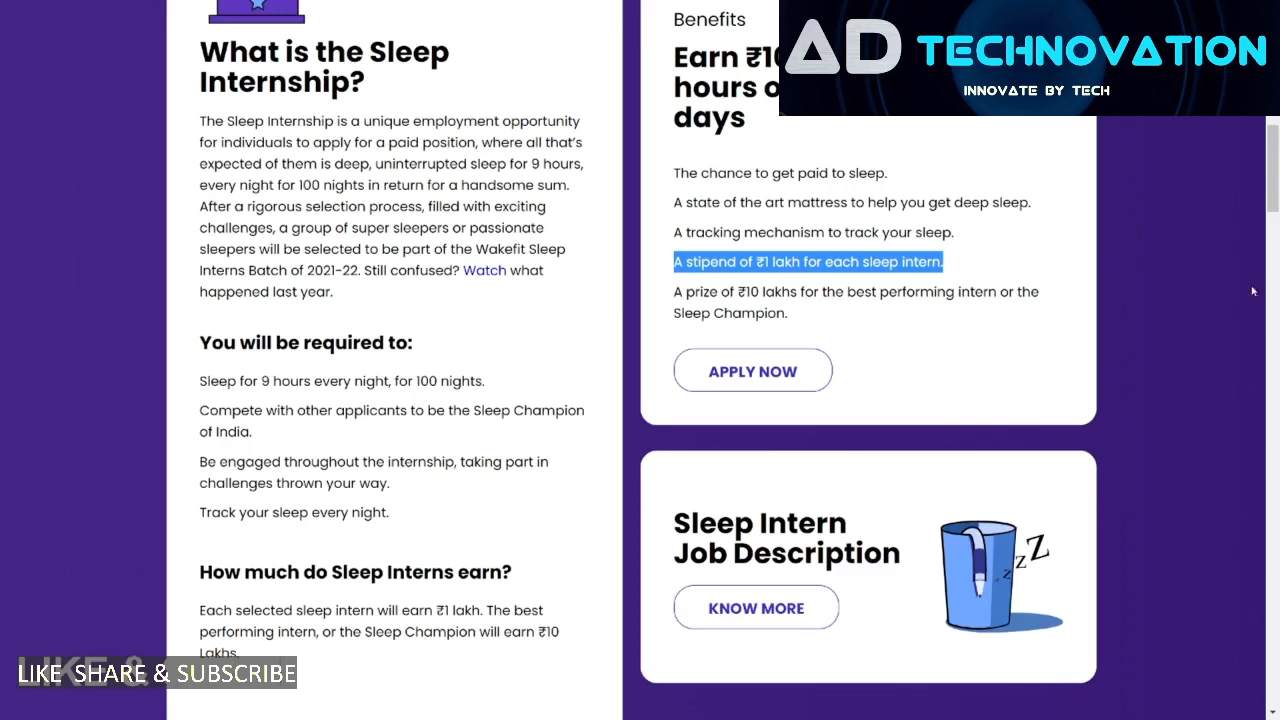 What is the Sleep
Internship?
The Sleep Internship is a unique employment opportunity
for individuals to apply for a paid position, where all that's
expected of them is deep, uninterrupted sleep for 9 hours,
every night for 100 nights in return for a handsome sum.
After a rigorous selection process, filled with exciting
challenges, a group of super sleepers or passionate
sleepers will be selected to be part of the Wakefit Sleep
Interns Batch of 2021-22. Still confused? Watch what
happened last year.
You will be required to:
Sleep for 9 hours every night, for 100 nights.
Compete with other applicants to be the Sleep Champion
of India.
Be engaged throughout the internship, taking part in
challenges thrown your way.
Track your sleep every night.
How much do Sleep Interns earn?
Each selected sleep intern will earn ₹1 lakh. The best
performing intern, or the Sleep Champion will earn ₹10
Lakhs.
LIKE &
LIKE SHARE & SUBSCRIBE
Benefits
Earn ₹10
hours
days
The chance to get paid to sleep.
A state of the art mattress to help you get deep sleep.
A tracking mechanism to track your sleep.
A stipend of ₹1 lakh for each sleep intern.
A prize of ₹10 lakhs for the best performing intern or the
Sleep Champion.
APPLY NOW
Sleep Intern
Job Description
KNOW MORE
z z Z
AD TECHNOVATION
INNOVATE BY TECH